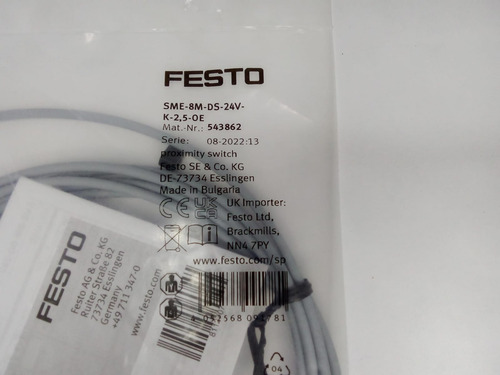 FESTO
SME-8M-DS-24V-
K-2,5-OE
Mat.-Nr.: 543862
Serie: 08-2022:13
proximity switch
Festo SE & Co. KG
DE-73734 Esslingen
Made in Bulgaria
CE UK CA
UK Importer:
Festo Ltd,
Brackmills,
NN4 7PY
www.festo.com/sp
FESTO
Festo AG & Co. KG
Ruiter Straße 82
73734 Esslingen
Germany
+49 711 347-0
www.festo.com
04